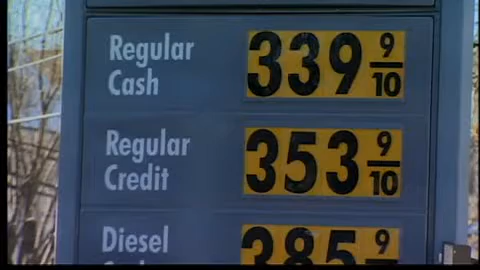 Regular 339 9/10
Cash
Regular 353 9/10
Credit
Diesel 385 9